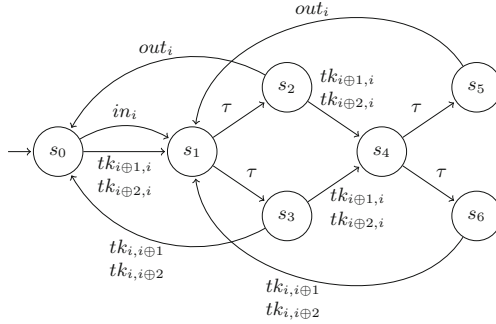 out_i
out_i
s_2
tk_{i⊕1,i}
tk_{i⊕2,i}
s_5
in_i
τ
τ
s_0
s_1
s_4
tk_{i⊕1,i}
tk_{i⊕2,i}
τ
τ
s_3
tk_{i⊕1,i}
tk_{i⊕2,i}
s_6
tk_{i,i⊕1}
tk_{i,i⊕2}
tk_{i,i⊕1}
tk_{i,i⊕2}